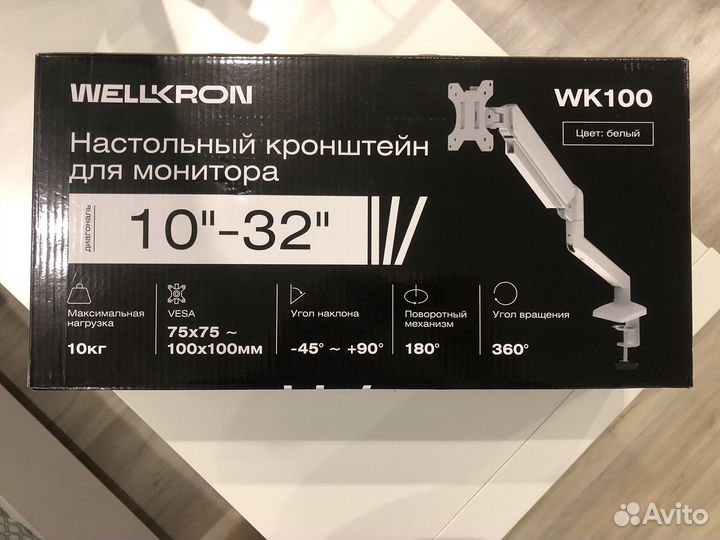 WELLKRON
WK100
Цвет: белый
Настольный кронштейн
для монитора
диагональ
10"-32"
Максимальная
нагрузка
10кг
VESA
75x75 ~
100x100мм
Угол наклона
-45° ~ +90°
Поворотный
механизм
180°
Угол вращения
360°
Avito